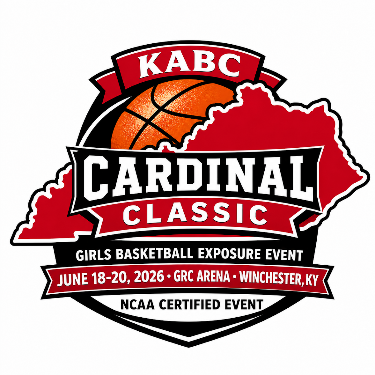 KABC
CARDINAL
CLASSIC
GIRLS BASKETBALL EXPOSURE EVENT
JUNE 18-20, 2026 • GRC ARENA • WINCHESTER, KY
NCAA CERTIFIED EVENT